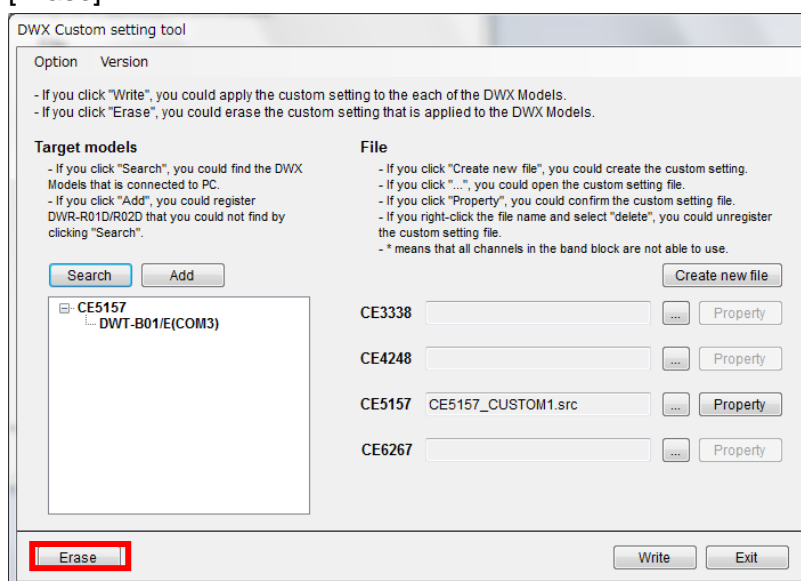 DWX Custom setting tool
Option Version
- If you click "Write", you could apply the custom setting to the each of the DWX Models.
- If you click "Erase", you could erase the custom setting that is applied to the DWX Models.
Target models
- If you click "Search", you could find the DWX
Models that is connected to PC.
- If you click "Add", you could register
DWR-R01D/R02D that you could not find by
clicking "Search".
Search Add
CE5157
DWT-B01/E(COM3)
File
- If you click "Create new file", you could create the custom setting.
- If you click "...", you could open the custom setting file.
- If you click "Property", you could confirm the custom setting file.
- If you right-click the file name and select "delete", you could unregister
the custom setting file.
- * means that all channels in the band block are not able to use.
Create new file
CE3338 ... Property
CE4248 ... Property
CE5157 CE5157_CUSTOM1.src ... Property
CE6267 ... Property
Erase Write Exit